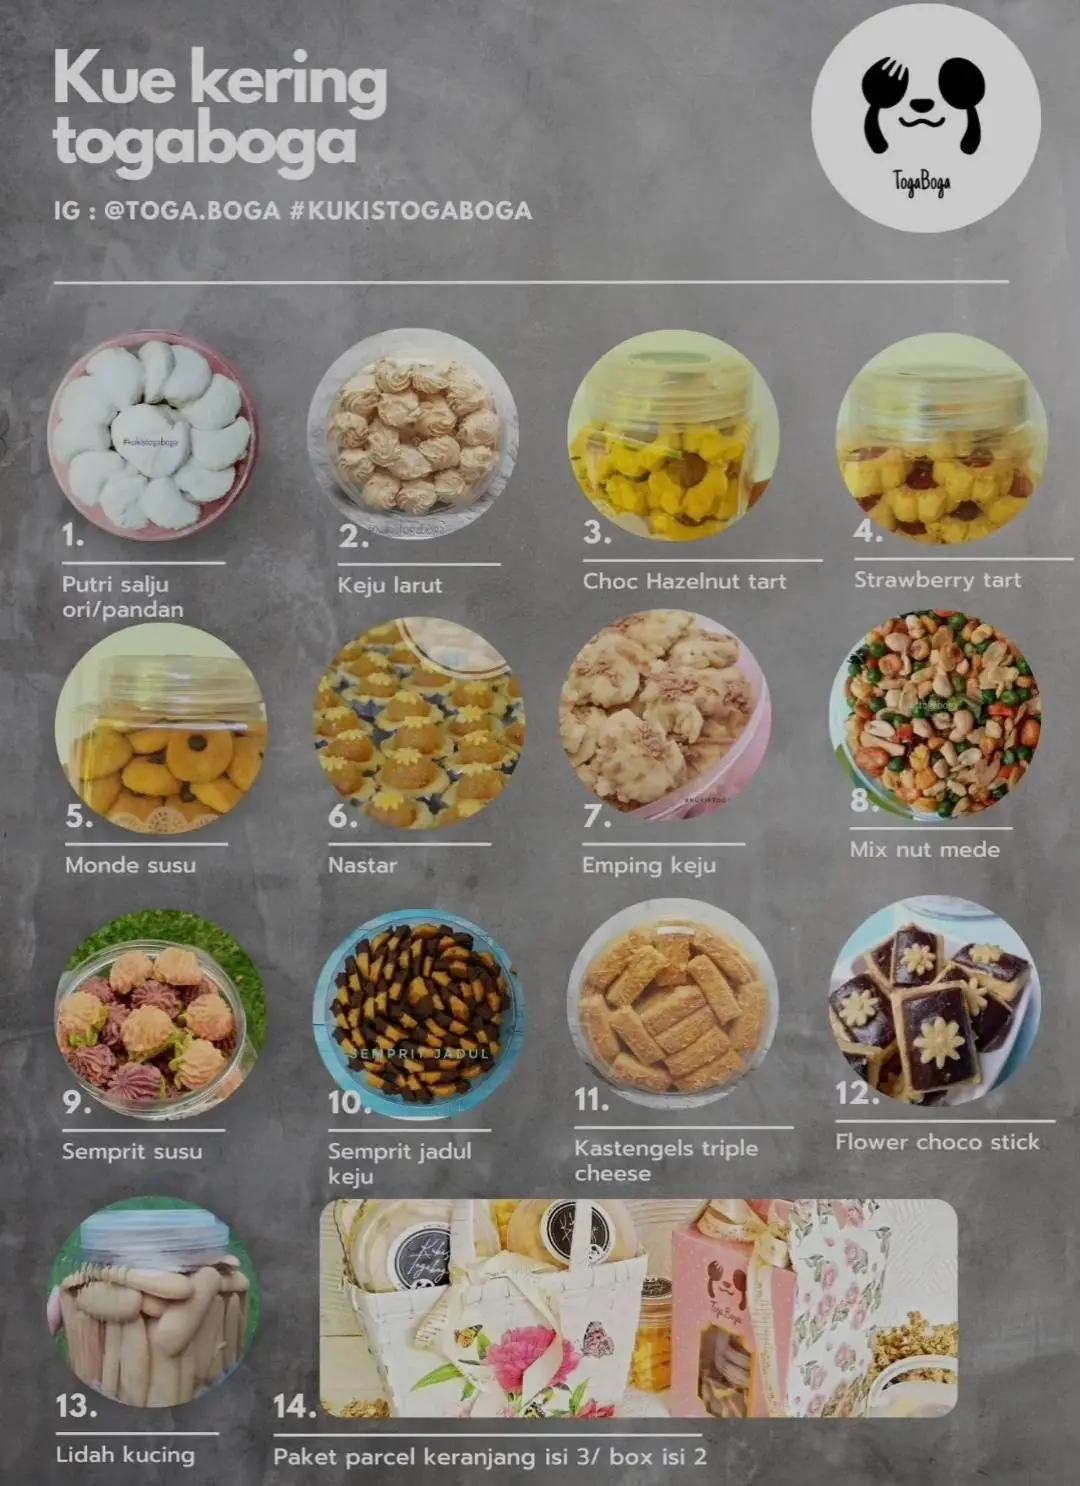 Kue kering
togaboga
IG : @TOGA.BOGA #KUKISTOGABOGA
TogaBoga
#kukistogaboga
1.
Putri salju
ori/pandan
2.
Keju larut
3.
Choc Hazelnut tart
4.
Strawberry tart
5.
Monde susu
6.
Nastar
7.
Emping keju
8.
Mix nut mede
9.
Semprit susu
SEMPRIT JADUL
10.
Semprit jadul
keju
11.
Kastengels triple
cheese
12.
Flower choco stick
13.
Lidah kucing
TogaBoga
14.
Paket parcel keranjang isi 3/ box isi 2